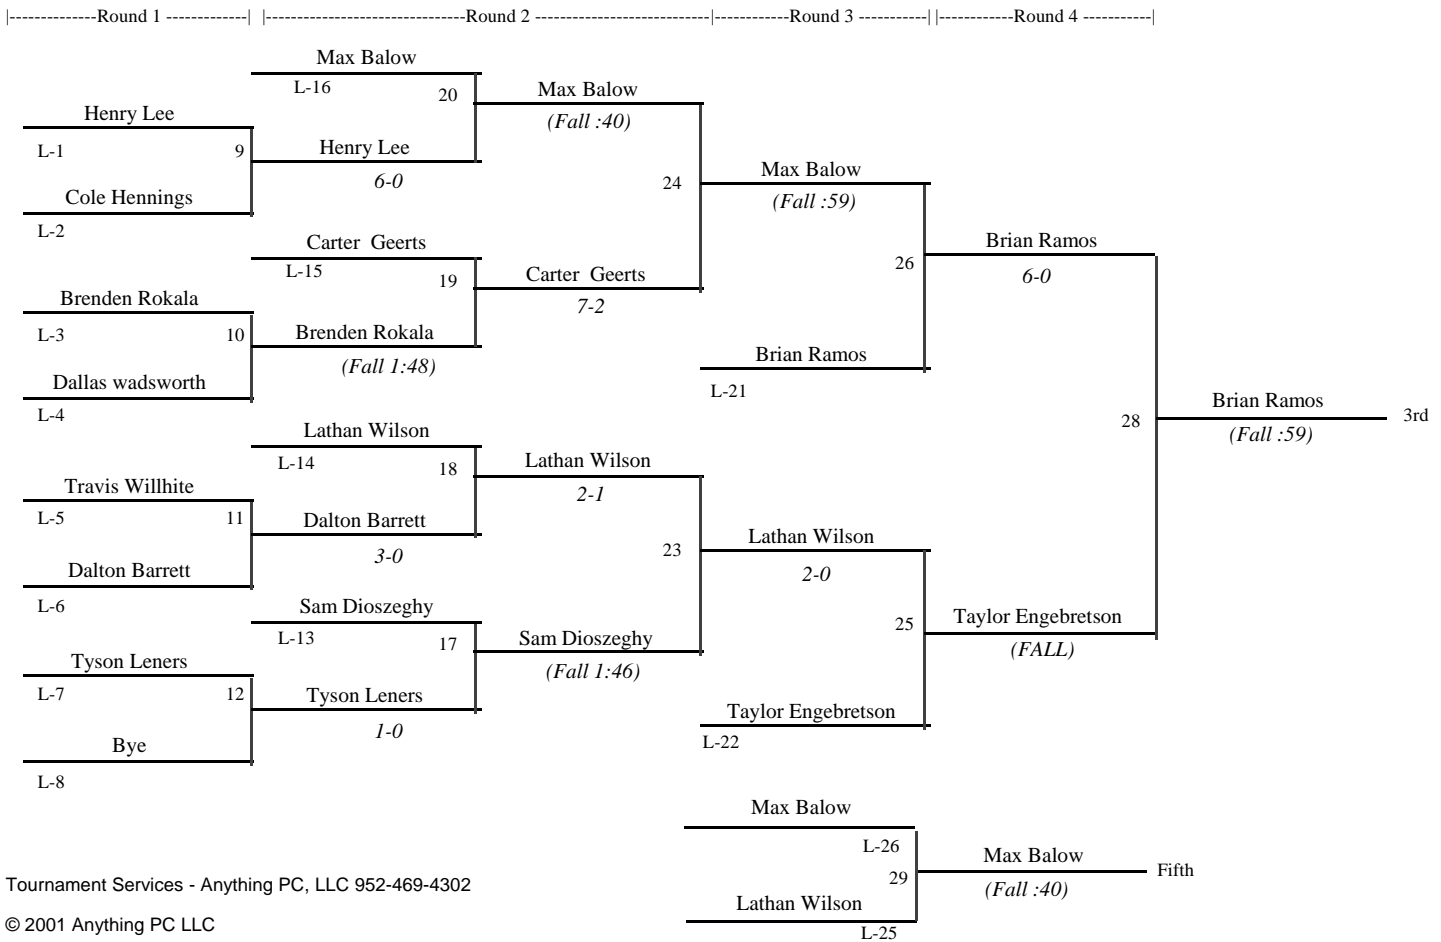 |--------------Round 1 -------------| |-------------------------------Round 2 ---------------------------|------------Round 3 -----------| |------------Round 4 -----------|
Max Balow
L-16
20
Max Balow
(Fall :40)
Henry Lee
L-1
9
Henry Lee
6-0
Cole Hennings
L-2
24
Max Balow
(Fall :59)
Carter  Geerts
L-15
19
Carter  Geerts
7-2
Brenden Rokala
L-3
10
Brenden Rokala
(Fall 1:48)
Dallas wadsworth
L-4
26
Brian Ramos
6-0
Brian Ramos
L-21
28
Brian Ramos
(Fall :59)
3rd
Lathan Wilson
L-14
18
Lathan Wilson
2-1
Travis Willhite
L-5
11
Dalton Barrett
3-0
Dalton Barrett
L-6
23
Lathan Wilson
2-0
Sam Dioszeghy
L-13
17
Sam Dioszeghy
(Fall 1:46)
Tyson Leners
L-7
12
Tyson Leners
1-0
Bye
L-8
25
Taylor Engebretson
(FALL)
Taylor Engebretson
L-22
Max Balow
L-26
29
Max Balow
(Fall :40)
Fifth
Lathan Wilson
L-25
Tournament Services - Anything PC, LLC 952-469-4302
© 2001 Anything PC LLC